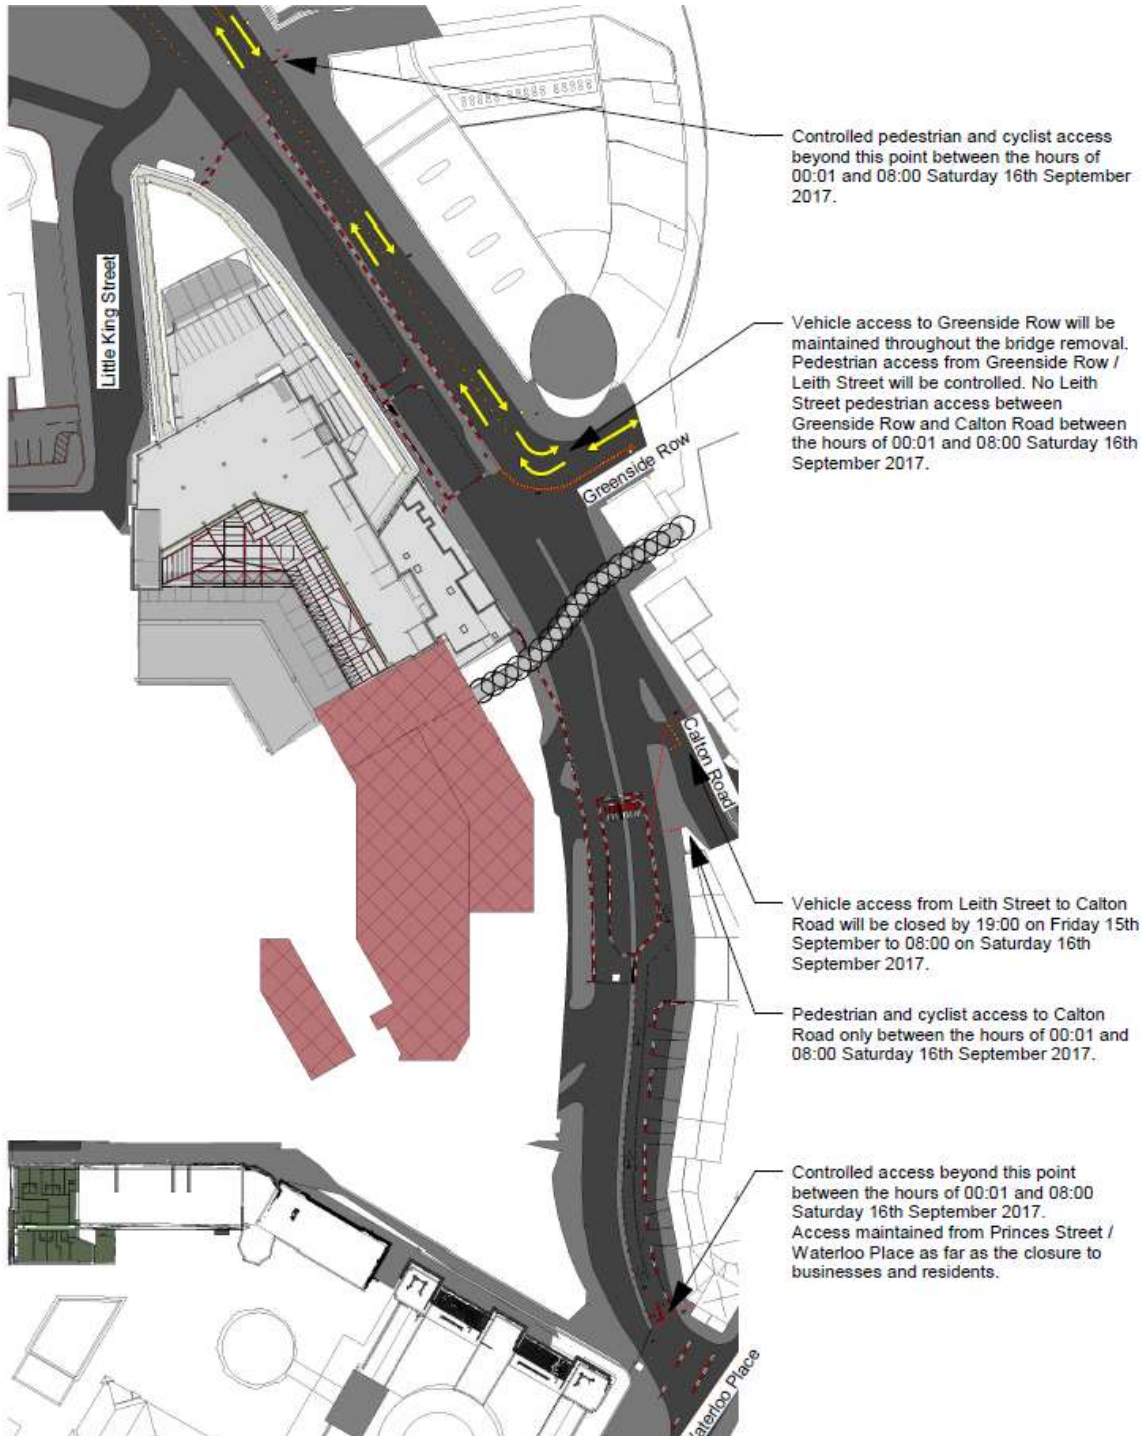 Controlled pedestrian and cyclist access
beyond this point between the hours of
00:01 and 08:00 Saturday 16th September
2017.
Little King Street
Vehicle access to Greenside Row will be
maintained throughout the bridge removal.
Pedestrian access from Greenside Row /
Leith Street will be controlled. No Leith
Street pedestrian access between
Greenside Row and Calton Road between
the hours of 00:01 and 08:00 Saturday 16th
September 2017.
Greenside Row
Calton Road
Vehicle access from Leith Street to Calton
Road will be closed by 19:00 on Friday 15th
September to 08:00 on Saturday 16th
September 2017.
Pedestrian and cyclist access to Calton
Road only between the hours of 00:01 and
08:00 Saturday 16th September 2017.
Controlled access beyond this point
between the hours of 00:01 and 08:00
Saturday 16th September 2017.
Access maintained from Princes Street /
Waterloo Place as far as the closure to
businesses and residents.
Waterloo Place